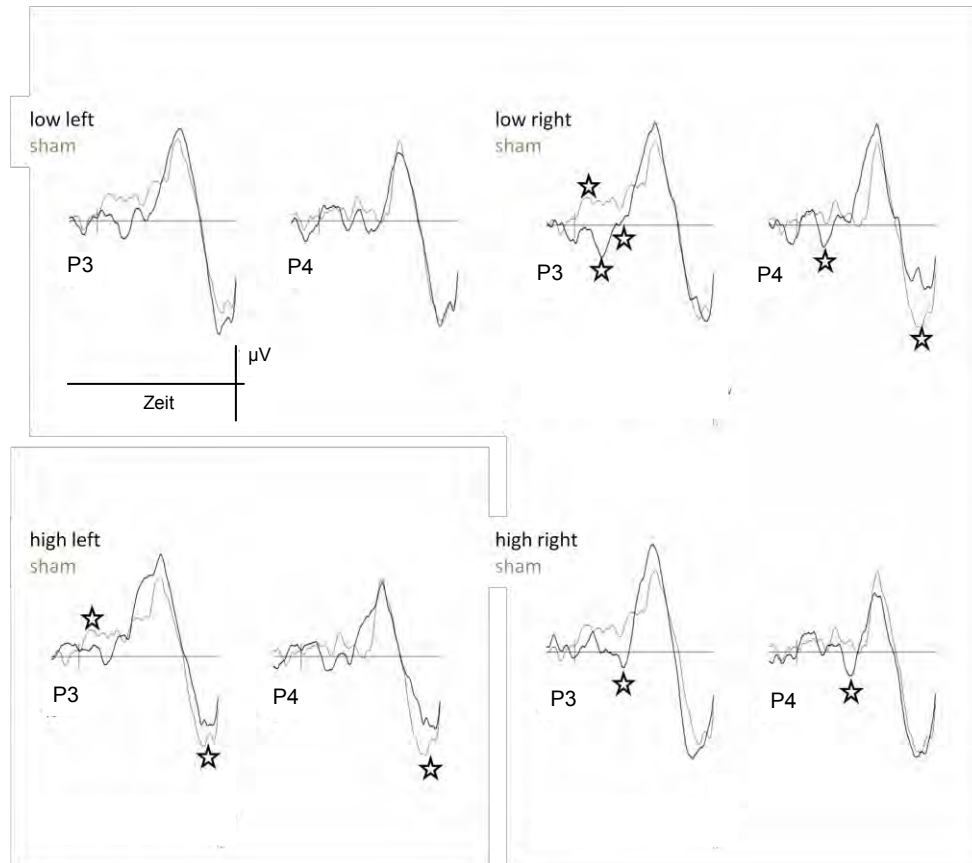 low left
sham
P3
P4
µV
Zeit
low right
sham
P3
P4
high left
sham
P3
P4
high right
sham
P3
P4